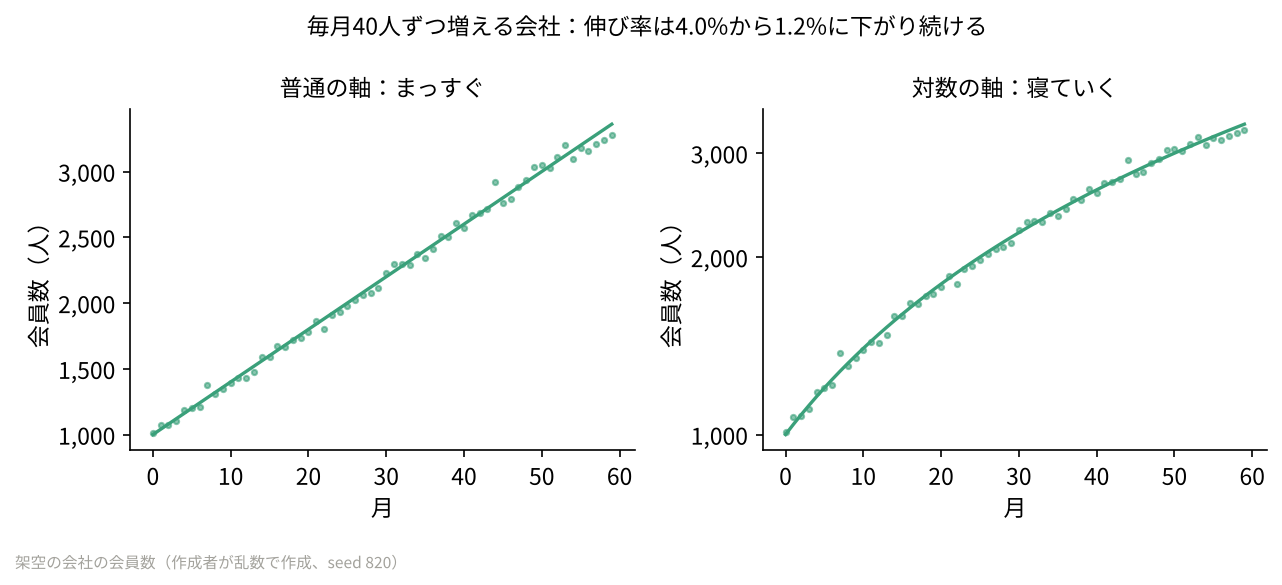 毎月40人ずつ増える会社：伸び率は4.0%から1.2%に下がり続ける
普通の軸：まっすぐ
会員数（人）
3,000
2,500
2,000
1,500
1,000
0 10 20 30 40 50 60
月
対数の軸：寝ていく
会員数（人）
3,000
2,000
1,000
0 10 20 30 40 50 60
月
架空の会社の会員数（作成者が乱数で作成、seed 820）